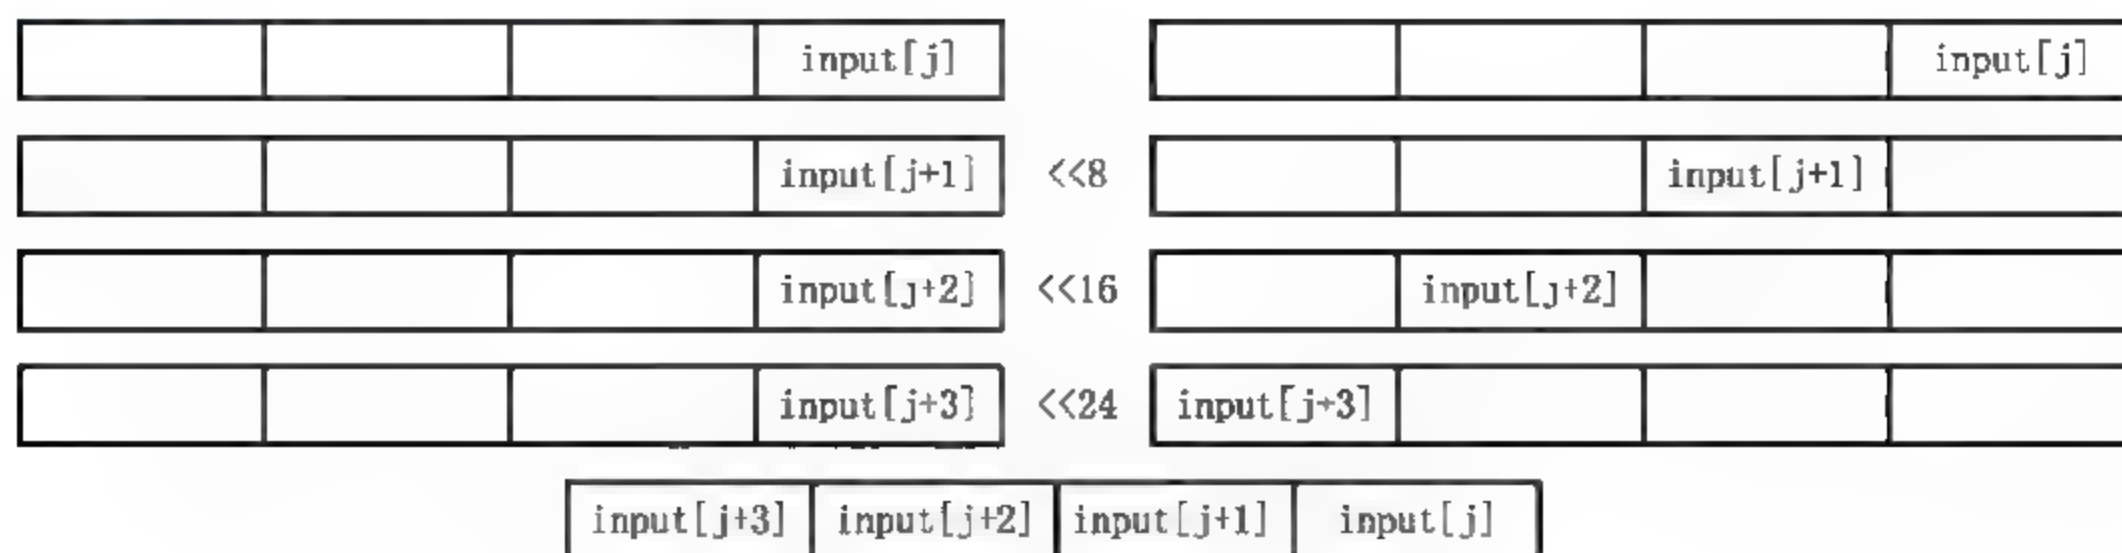 input[j] input[j]
input[j+1] <<8 input[j+1]
input[j+2] <<16 input[j+2]
input[j+3] <<24 input[j+3]
input[j+3] input[j+2] input[j+1] input[j]